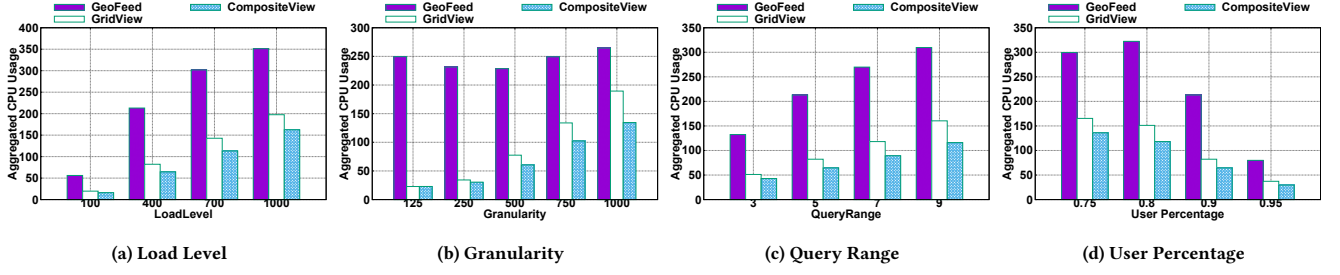 GeoFeed
GridView
CompositeView
Aggregated CPU Usage
400
350
300
250
200
150
100
50
0
100 400 700 1000
LoadLevel
(a) Load Level
GeoFeed
GridView
CompositeView
Aggregated CPU Usage
300
250
200
150
100
50
0
125 250 500 750 1000
Granularity
(b) Granularity
GeoFeed
GridView
CompositeView
Aggregated CPU Usage
350
300
250
200
150
100
50
0
3 5 7 9
QueryRange
(c) Query Range
GeoFeed
GridView
CompositeView
Aggregated CPU Usage
350
300
250
200
150
100
50
0
0.75 0.8 0.9 0.95
User Percentage
(d) User Percentage